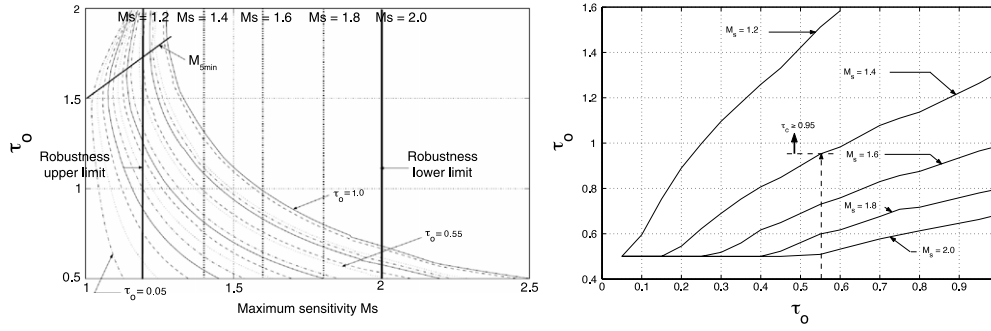 2
Ms = 1.2 Ms = 1.4 Ms = 1.6 Ms = 1.8 Ms = 2.0
M5min
1.5
τo
Robustness
upper limit
Robustness
lower limit
1
τo=1.0
τo = 0.55
τo = 0.05
0.5
1 1.5 2 2.5
Maximum sensitivity Ms
1.6
Ms = 1.2
1.4
Ms = 1.4
1.2
τc ≥ 0.95
τo
1
Ms = 1.6
0.8
Ms = 1.8
0.6
Ms = 2.0
0.4
0 0.1 0.2 0.3 0.4 0.5 0.6 0.7 0.8 0.9
τo